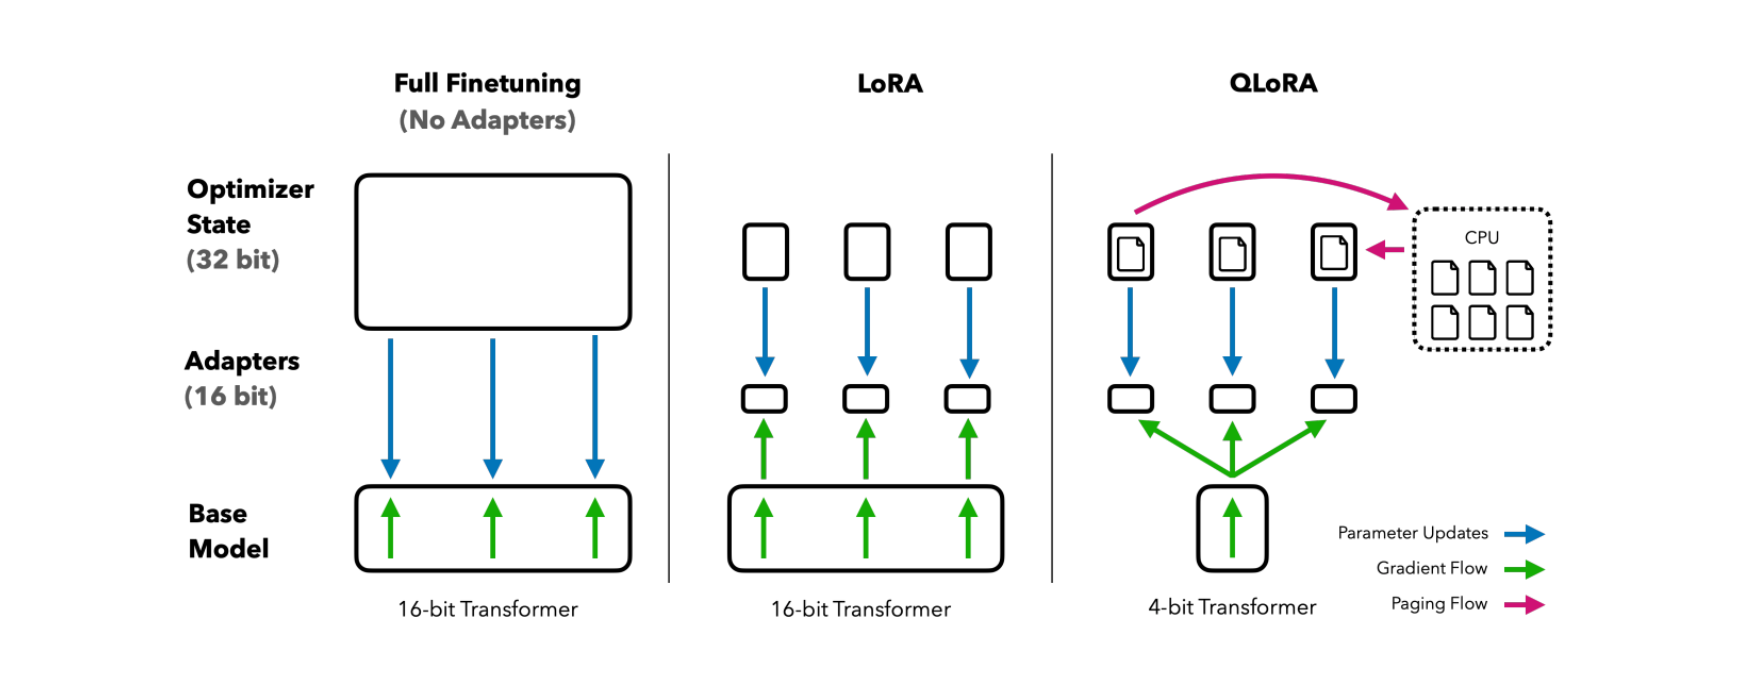 Full Finetuning
(No Adapters)
LoRA
QLoRA
Optimizer
State
(32 bit)
CPU
Adapters
(16 bit)
Base
Model
Parameter Updates
Gradient Flow
Paging Flow
16-bit Transformer
16-bit Transformer
4-bit Transformer